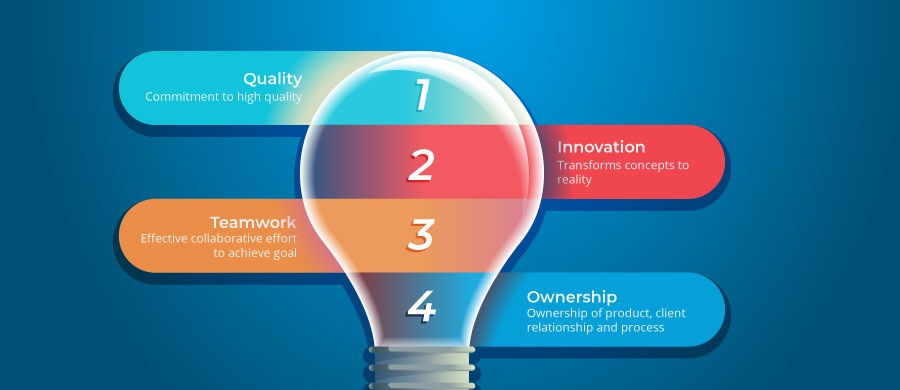 Quality
Commitment to high quality
1
2
Innovation
Transforms concepts to
reality
Teamwork
Effective collaborative effort
to achieve goal
3
4
Ownership
Ownership of product, client
relationship and process